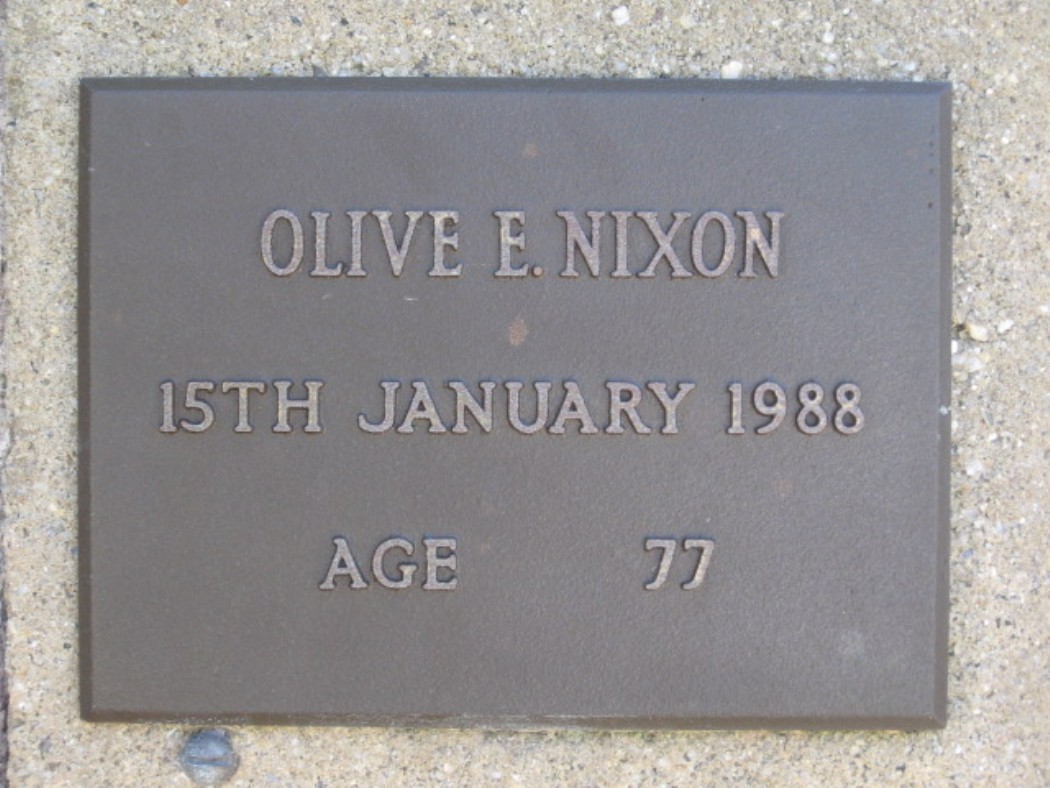 OLIVE E. NIXON
15TH JANUARY 1988
AGE 77